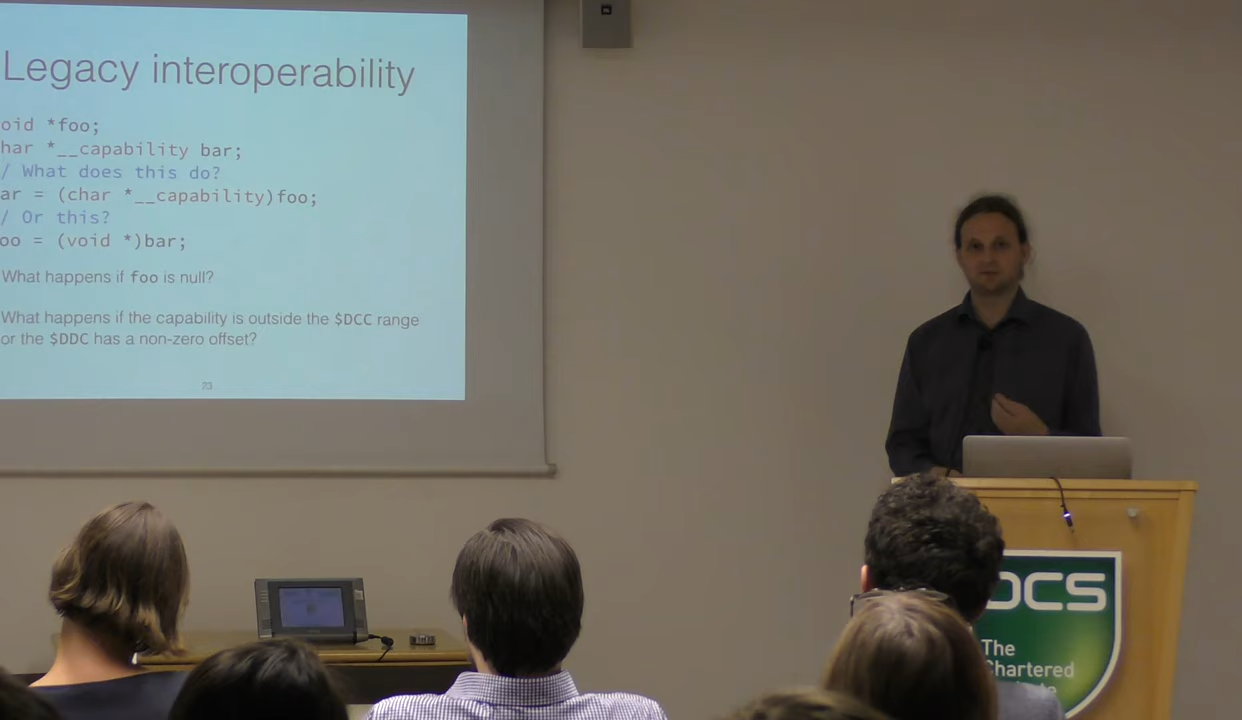 Legacy interoperability
oid *foo;
har *__capability bar;
/ What does this do?
ar = (char *__capability)foo;
/ Or this?
oo = (void *)bar;
What happens if foo is null?
What happens if the capability is outside the $DCC range
or the $DDC has a non-zero offset?
23
CS
The
Chartered